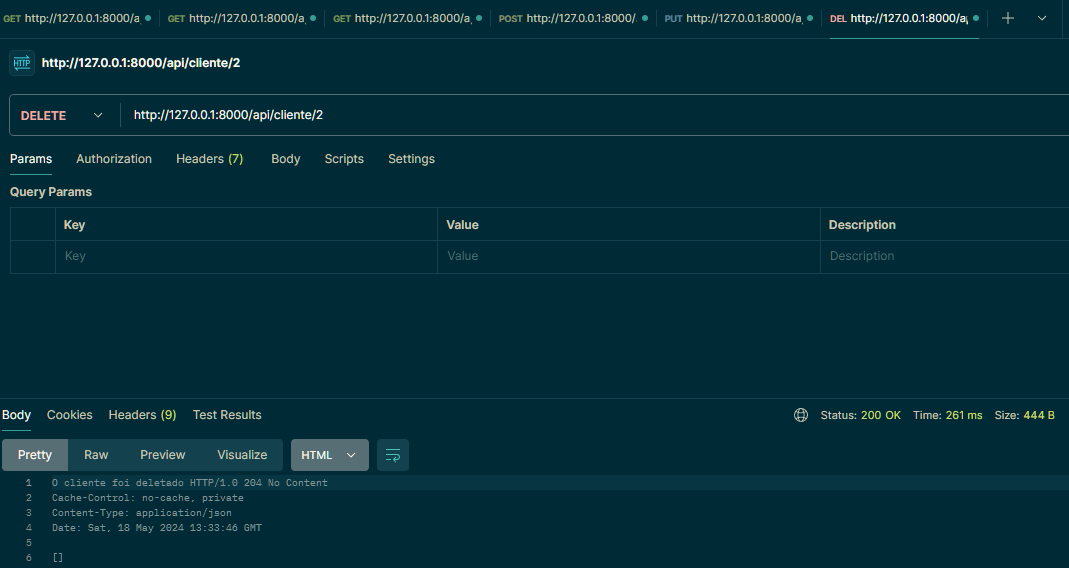 GET http://127.0.0.1:8000/a GET http://127.0.0.1:8000/a GET http://127.0.0.1:8000/a POST http://127.0.0.1:8000/ PUT http://127.0.0.1:8000/a DEL http://127.0.0.1:8000/a
HTTP http://127.0.0.1:8000/api/cliente/2
DELETE http://127.0.0.1:8000/api/cliente/2
Params Authorization Headers (7) Body Scripts Settings
Query Params
Key Value Description
Key Value Description
Body Cookies Headers (9) Test Results Status: 200 OK Time: 261 ms Size: 444 B
Pretty Raw Preview Visualize HTML
1 O cliente foi deletado HTTP/1.0 204 No Content
2 Cache-Control: no-cache, private
3 Content-Type: application/json
4 Date: Sat, 18 May 2024 13:33:46 GMT
5
6 []